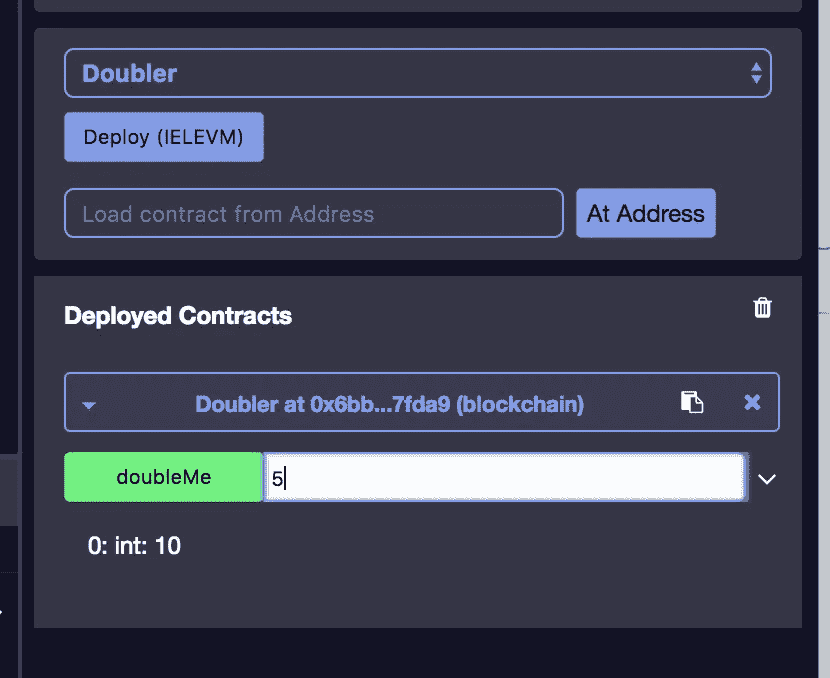 Doubler
Deploy (IELEVM)
Load contract from Address
At Address
Deployed Contracts
Doubler at 0x6bb...7fda9 (blockchain)
doubleMe
5
0: int: 10